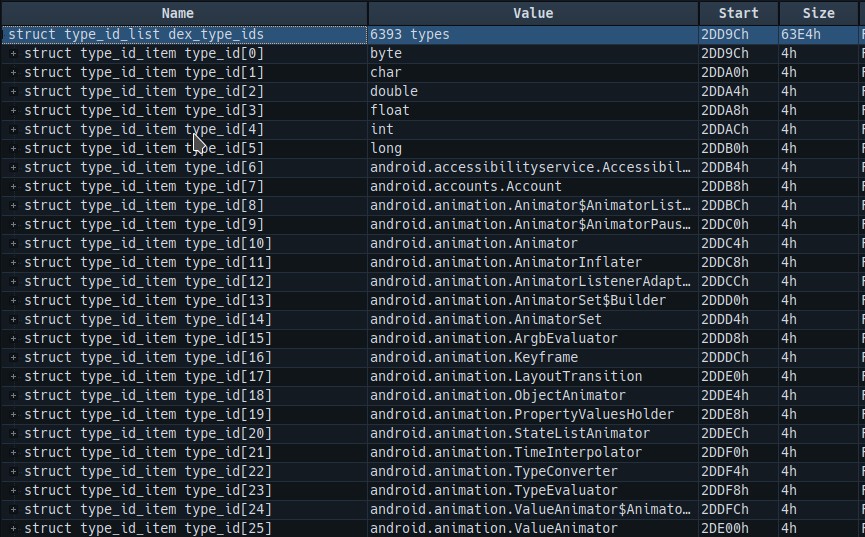 Name Value Start Size
struct type_id_list dex_type_ids 6393 types 2DD9Ch 63E4h
+ struct type_id_item type_id[0] byte 2DD9Ch 4h
+ struct type_id_item type_id[1] char 2DDA0h 4h
+ struct type_id_item type_id[2] double 2DDA4h 4h
+ struct type_id_item type_id[3] float 2DDA8h 4h
+ struct type_id_item type_id[4] int 2DDACh 4h
+ struct type_id_item type_id[5] long 2DDB0h 4h
+ struct type_id_item type_id[6] android.accessibilityservice.Accessibil… 2DDB4h 4h
+ struct type_id_item type_id[7] android.accounts.Account 2DDB8h 4h
+ struct type_id_item type_id[8] android.animation.Animator$AnimatorList… 2DDBCh 4h
+ struct type_id_item type_id[9] android.animation.Animator$AnimatorPaus… 2DDC0h 4h
+ struct type_id_item type_id[10] android.animation.Animator 2DDC4h 4h
+ struct type_id_item type_id[11] android.animation.AnimatorInflater 2DDC8h 4h
+ struct type_id_item type_id[12] android.animation.AnimatorListenerAdapt… 2DDCCh 4h
+ struct type_id_item type_id[13] android.animation.AnimatorSet$Builder 2DDD0h 4h
+ struct type_id_item type_id[14] android.animation.AnimatorSet 2DDD4h 4h
+ struct type_id_item type_id[15] android.animation.ArgbEvaluator 2DDD8h 4h
+ struct type_id_item type_id[16] android.animation.Keyframe 2DDDCh 4h
+ struct type_id_item type_id[17] android.animation.LayoutTransition 2DDE0h 4h
+ struct type_id_item type_id[18] android.animation.ObjectAnimator 2DDE4h 4h
+ struct type_id_item type_id[19] android.animation.PropertyValuesHolder 2DDE8h 4h
+ struct type_id_item type_id[20] android.animation.StateListAnimator 2DDECh 4h
+ struct type_id_item type_id[21] android.animation.TimeInterpolator 2DDF0h 4h
+ struct type_id_item type_id[22] android.animation.TypeConverter 2DDF4h 4h
+ struct type_id_item type_id[23] android.animation.TypeEvaluator 2DDF8h 4h
+ struct type_id_item type_id[24] android.animation.ValueAnimator$Animato… 2DDFCh 4h
+ struct type_id_item type_id[25] android.animation.ValueAnimator 2DE00h 4h